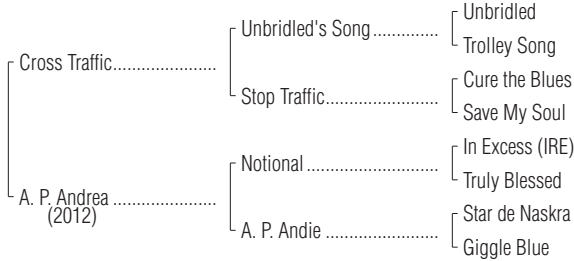 Unbridled
Unbridled's Song..............
Trolley Song
Cross Traffic......................
Cure the Blues
Stop Traffic........................
Save My Soul
In Excess (IRE)
Notional ............................
Truly Blessed
A. P. Andrea ......................
(2012)
Star de Naskra
A. P. Andie ........................
Giggle Blue